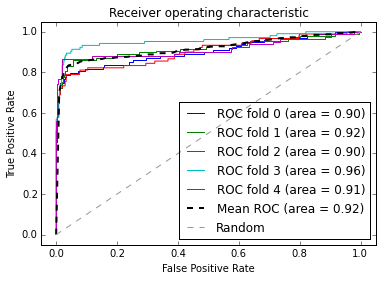 Receiver operating characteristic
1.0
0.8
0.6
0.4
0.2
0.0
True Positive Rate
ROC fold 0 (area = 0.90)
ROC fold 1 (area = 0.92)
ROC fold 2 (area = 0.90)
ROC fold 3 (area = 0.96)
ROC fold 4 (area = 0.91)
Mean ROC (area = 0.92)
Random
0.0 0.2 0.4 0.6 0.8 1.0
False Positive Rate